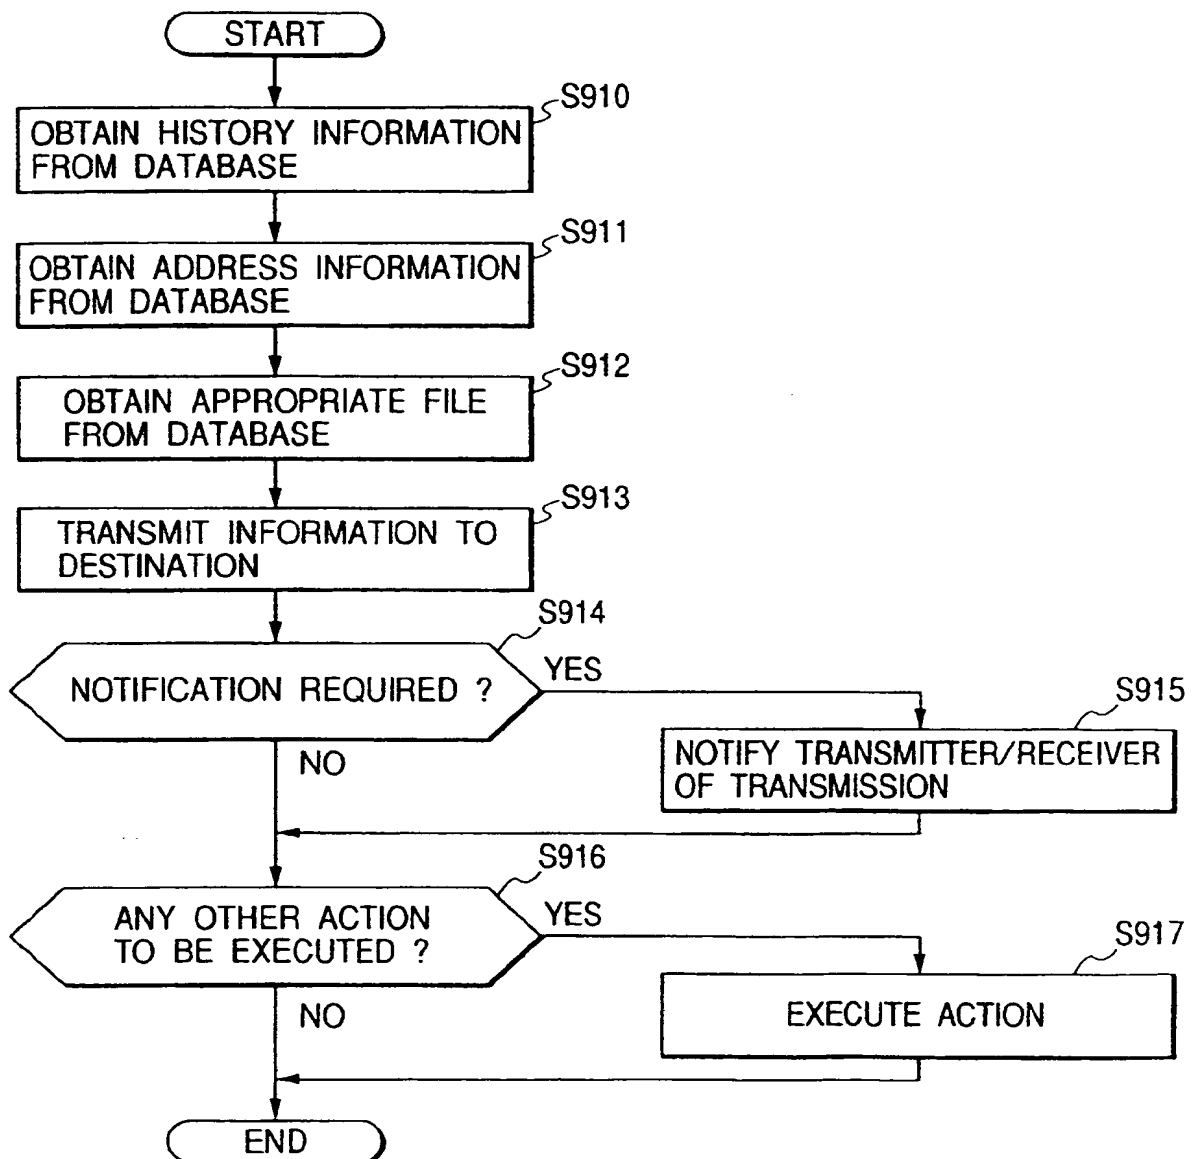 START
S910
OBTAIN HISTORY INFORMATION
FROM DATABASE
S911
OBTAIN ADDRESS INFORMATION
FROM DATABASE
S912
OBTAIN APPROPRIATE FILE
FROM DATABASE
S913
TRANSMIT INFORMATION TO
DESTINATION
S914
NOTIFICATION REQUIRED ?
YES
NO
S915
NOTIFY TRANSMITTER/RECEIVER
OF TRANSMISSION
S916
ANY OTHER ACTION
TO BE EXECUTED ?
YES
NO
S917
EXECUTE ACTION
END